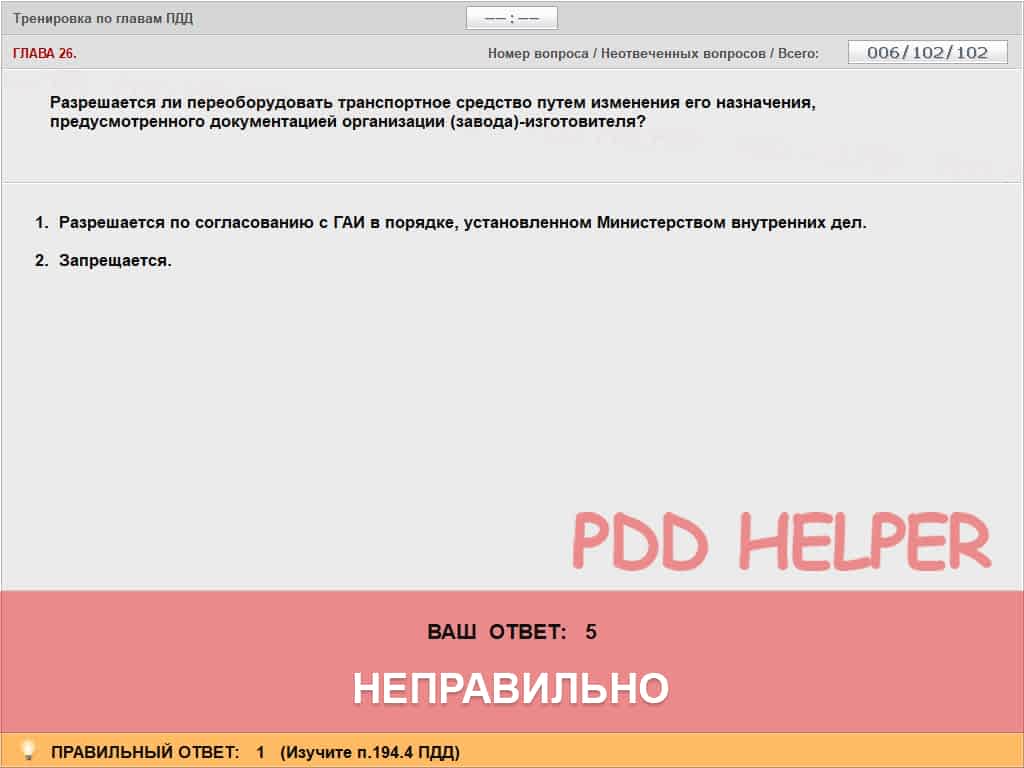 Тренировка по главам ПДД
−− : −−
ГЛАВА 26.
Номер вопроса / Неотвеченных вопросов / Всего: 006/102/102
Разрешается ли переоборудовать транспортное средство путем изменения его назначения,
предусмотренного документацией организации (завода)-изготовителя?
1. Разрешается по согласованию с ГАИ в порядке, установленном Министерством внутренних дел.
2. Запрещается.
PDD HELPER
ВАШ ОТВЕТ: 5
НЕПРАВИЛЬНО
ПРАВИЛЬНЫЙ ОТВЕТ: 1 (Изучите п.194.4 ПДД)